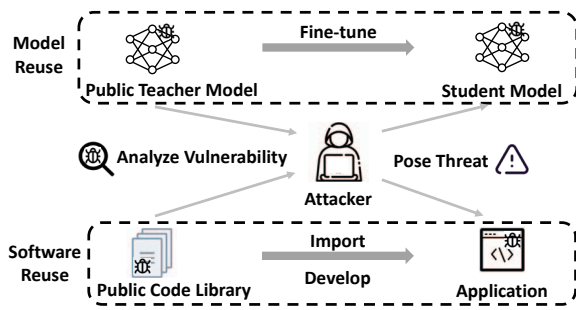 Model
Reuse
Fine-tune
Public Teacher Model
Student Model
Analyze Vulnerability
Attacker
Pose Threat
Software
Reuse
Import
Develop
</>
Public Code Library
Application